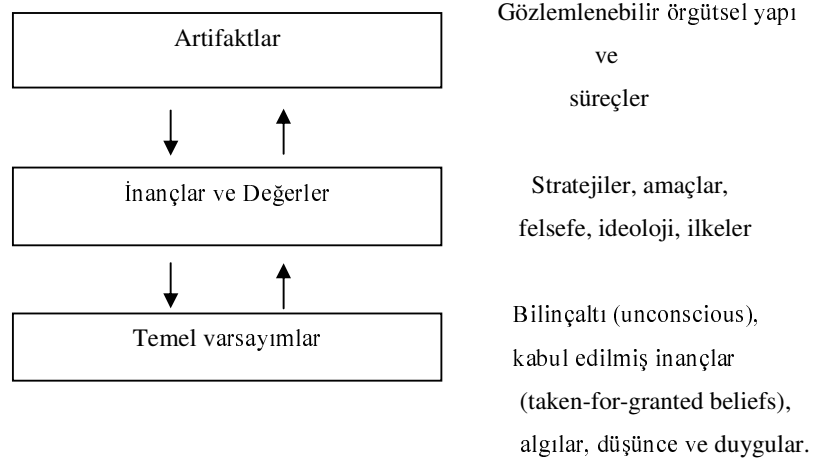 Artifaktlar
Gözlemlenebilir örgütsel yapı
ve
süreçler
İnançlar ve Değerler
Stratejiler, amaçlar,
felsefe, ideoloji, ilkeler
Temel varsayımlar
Bilinçaltı (unconscious),
kabul edilmiş inançlar
(taken-for-granted beliefs),
algılar, düşünce ve duygular.